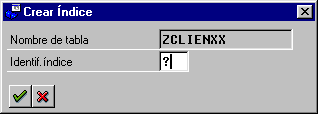 Crear Índice
Nombre de tabla ZCLIENXX
Identif.índice ?